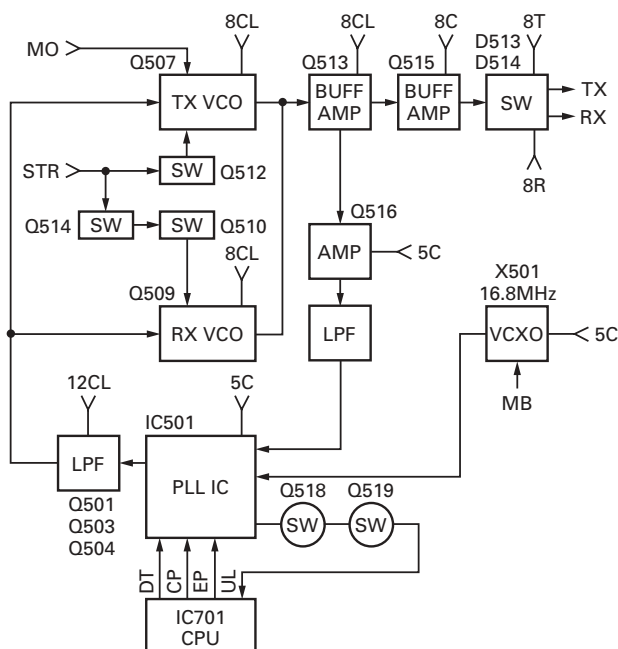 8CL
8CL
8C
D513
8T
MO
Q507
Q513
Q515
D514
TX VCO
BUFF
AMP
BUFF
AMP
SW
TX
RX
STR
SW
Q512
8R
Q514
SW
SW
Q510
Q516
8CL
AMP
5C
X501
16.8MHz
Q509
RX VCO
LPF
VCXO
5C
12CL
5C
MB
IC501
LPF
PLL IC
Q518
Q519
Q501
Q503
Q504
SW
SW
DT
CP
EP
UL
IC701
CPU